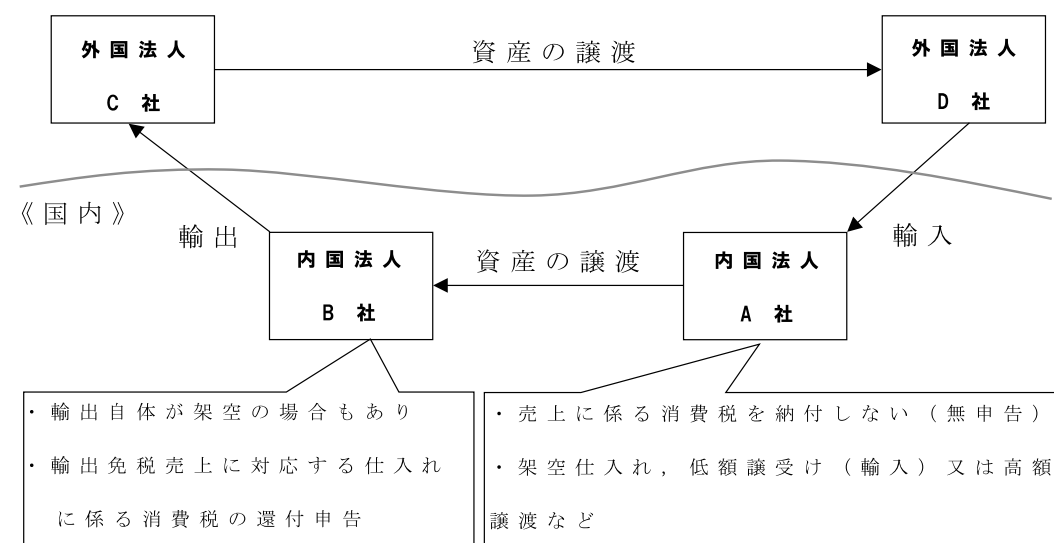 外国法人
C 社
資産の譲渡
外国法人
D 社
《国内》
輸出
輸入
内国法人
B 社
資産の譲渡
内国法人
A 社
・輸出自体が架空の場合もあり
・輸出免税売上に対応する仕入れ
に係る消費税の還付申告
・売上に係る消費税を納付しない（無申告）
・架空仕入れ，低額譲受け（輸入）又は高額
譲渡など